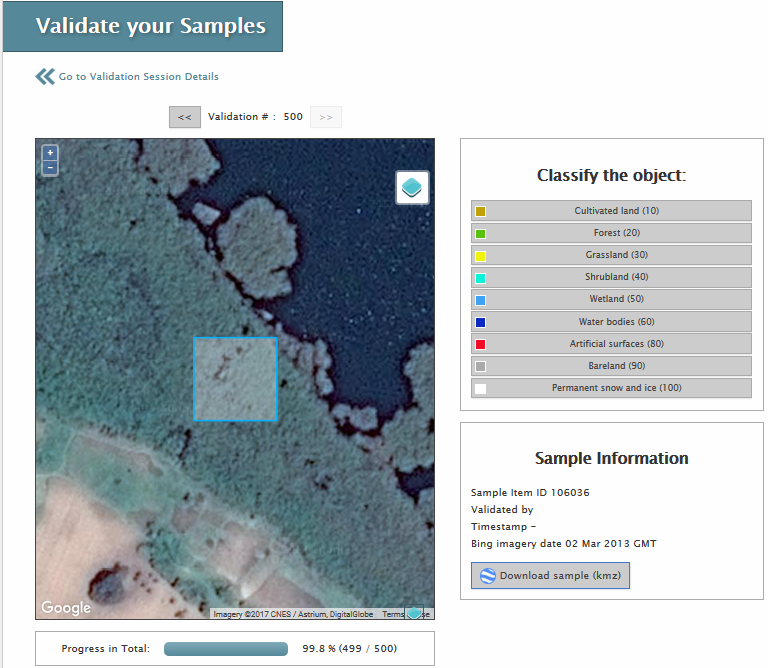 Validate your Samples
Go to Validation Session Details
<< Validation # : 500 >>
+
-
Google
Imagery ©2017 CNES / Astrium, DigitalGlobe Terms
Progress in Total: 99.8 % (499 / 500)
Classify the object:
Cultivated land (10)
Forest (20)
Grassland (30)
Shrubland (40)
Wetland (50)
Water bodies (60)
Artificial surfaces (80)
Bareland (90)
Permanent snow and ice (100)
Sample Information
Sample Item ID 106036
Validated by
Timestamp -
Bing imagery date 02 Mar 2013 GMT
Download sample (kmz)